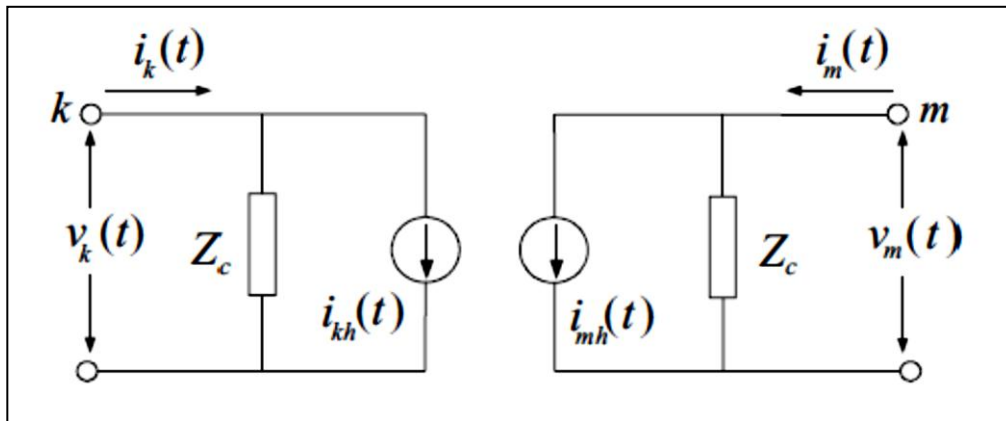 i_k(t) i_m(t)
k m
v_k(t) Z_c Z_c v_m(t)
i_kh(t) i_mh(t)